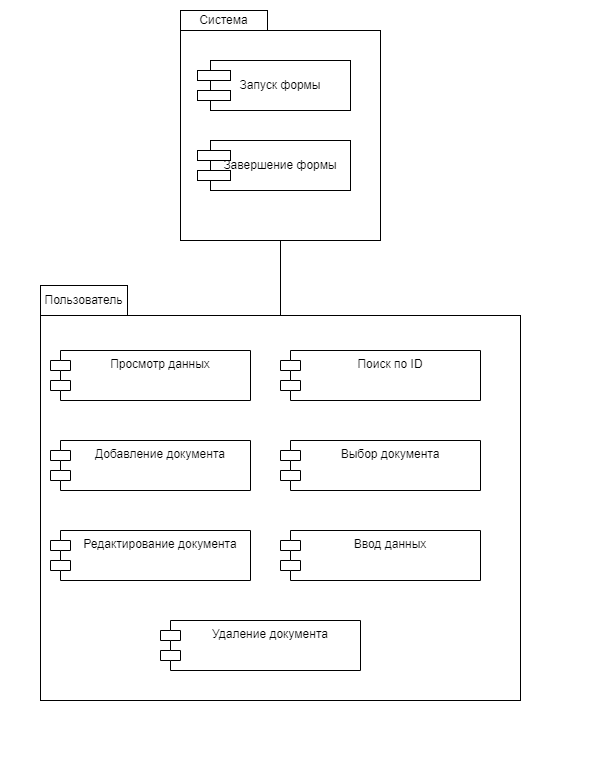 Система
Запуск формы
Завершение формы
Пользователь
Просмотр данных
Поиск по ID
Добавление документа
Выбор документа
Редактирование документа
Ввод данных
Удаление документа